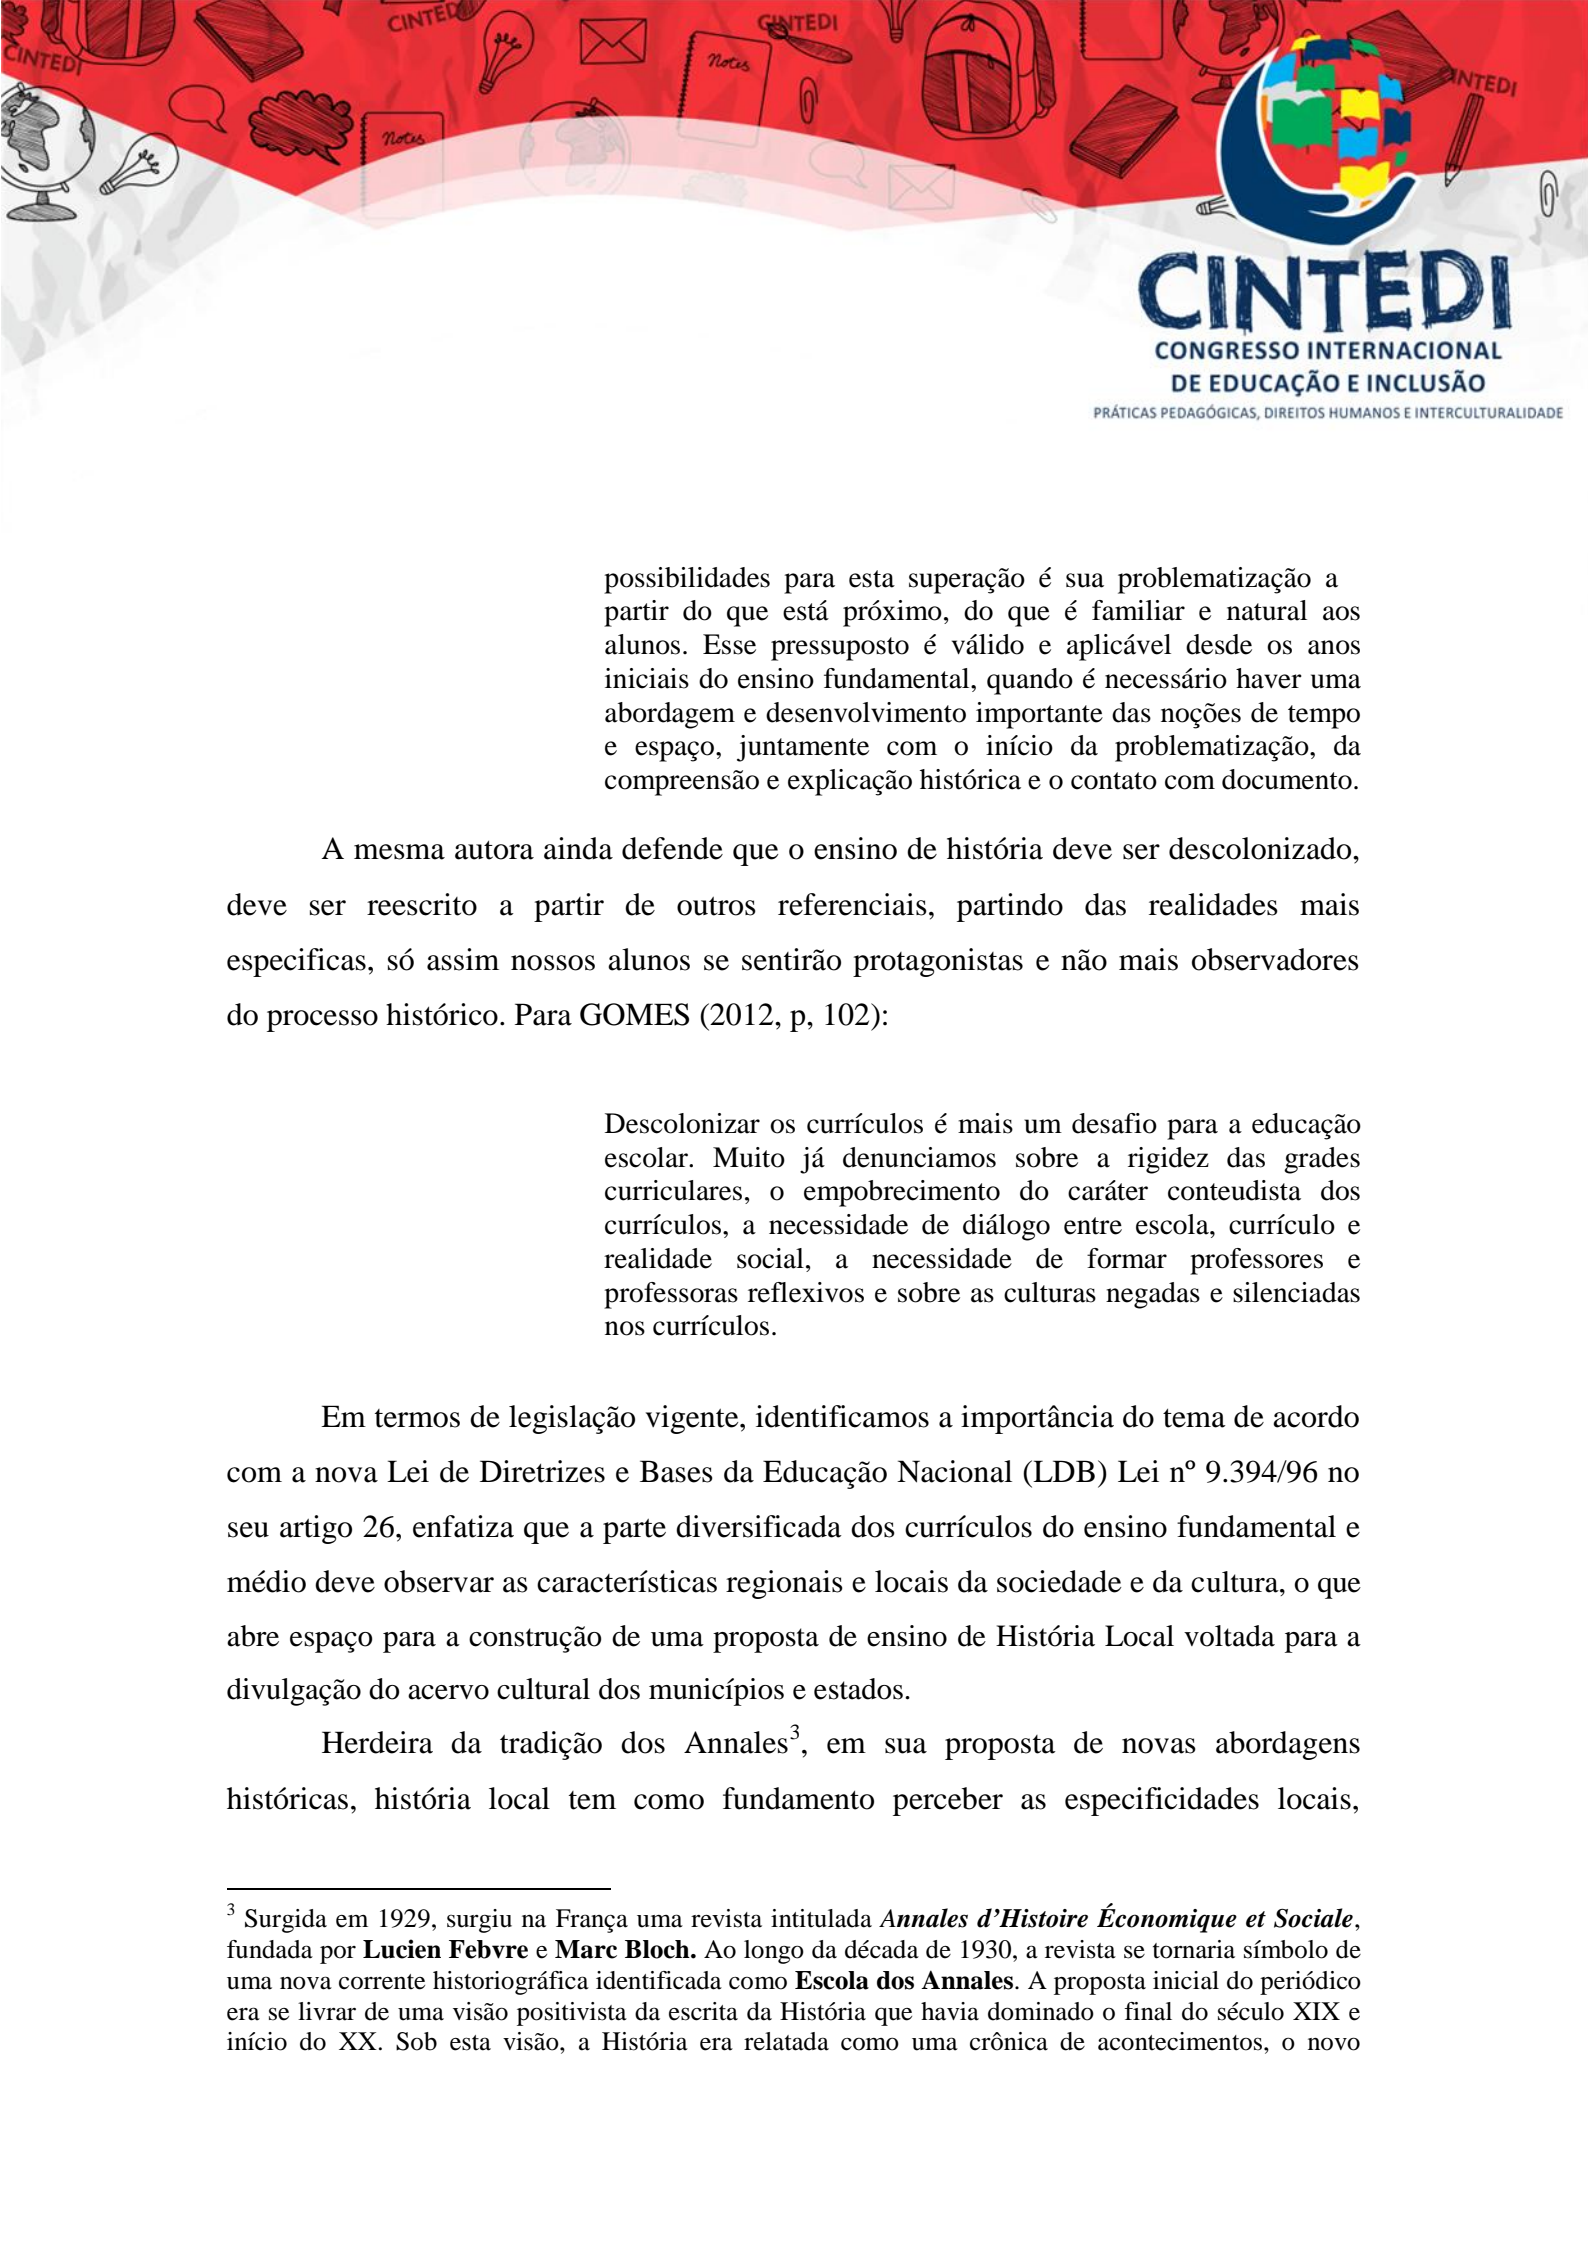 CINTEDI
CINTEDI
CINTEDI
CINTEDI
Notes
Notes
CINTEDI
CONGRESSO INTERNACIONAL
DE EDUCAÇÃO E INCLUSÃO
PRÁTICAS PEDAGÓGICAS, DIREITOS HUMANOS E INTERCULTURALIDADE
possibilidades para esta superação é sua problematização a
partir do que está próximo, do que é familiar e natural aos
alunos. Esse pressuposto é válido e aplicável desde os anos
iniciais do ensino fundamental, quando é necessário haver uma
abordagem e desenvolvimento importante das noções de tempo
e espaço, juntamente com o início da problematização, da
compreensão e explicação histórica e o contato com documento.
A mesma autora ainda defende que o ensino de história deve ser descolonizado,
deve ser reescrito a partir de outros referenciais, partindo das realidades mais
especificas, só assim nossos alunos se sentirão protagonistas e não mais observadores
do processo histórico. Para GOMES (2012, p, 102):
Descolonizar os currículos é mais um desafio para a educação
escolar. Muito já denunciamos sobre a rigidez das grades
curriculares, o empobrecimento do caráter conteudista dos
currículos, a necessidade de diálogo entre escola, currículo e
realidade social, a necessidade de formar professores e
professoras reflexivos e sobre as culturas negadas e silenciadas
nos currículos.
Em termos de legislação vigente, identificamos a importância do tema de acordo
com a nova Lei de Diretrizes e Bases da Educação Nacional (LDB) Lei nº 9.394/96 no
seu artigo 26, enfatiza que a parte diversificada dos currículos do ensino fundamental e
médio deve observar as características regionais e locais da sociedade e da cultura, o que
abre espaço para a construção de uma proposta de ensino de História Local voltada para a
divulgação do acervo cultural dos municípios e estados.
Herdeira da tradição dos Annales³, em sua proposta de novas abordagens
históricas, história local tem como fundamento perceber as especificidades locais,
³ Surgida em 1929, surgiu na França uma revista intitulada Annales d’Histoire Économique et Sociale,
fundada por Lucien Febvre e Marc Bloch. Ao longo da década de 1930, a revista se tornaria símbolo de
uma nova corrente historiográfica identificada como Escola dos Annales. A proposta inicial do periódico
era se livrar de uma visão positivista da escrita da História que havia dominado o final do século XIX e
início do XX. Sob esta visão, a História era relatada como uma crônica de acontecimentos, o novo